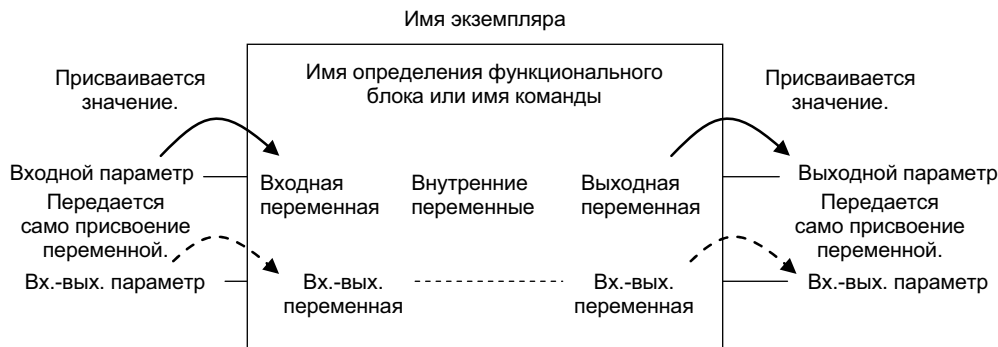 Имя экземпляра
Присваивается
значение.
Имя определения функционального
блока или имя команды
Присваивается
значение.
Входной параметр
Входная
переменная
Внутренние
переменные
Выходная
переменная
Выходной параметр
Передается
само присвоение
переменной.
Передается
само присвоение
переменной.
Вх.-вых. параметр
Вх.-вых.
переменная
Вх.-вых.
переменная
Вх.-вых. параметр